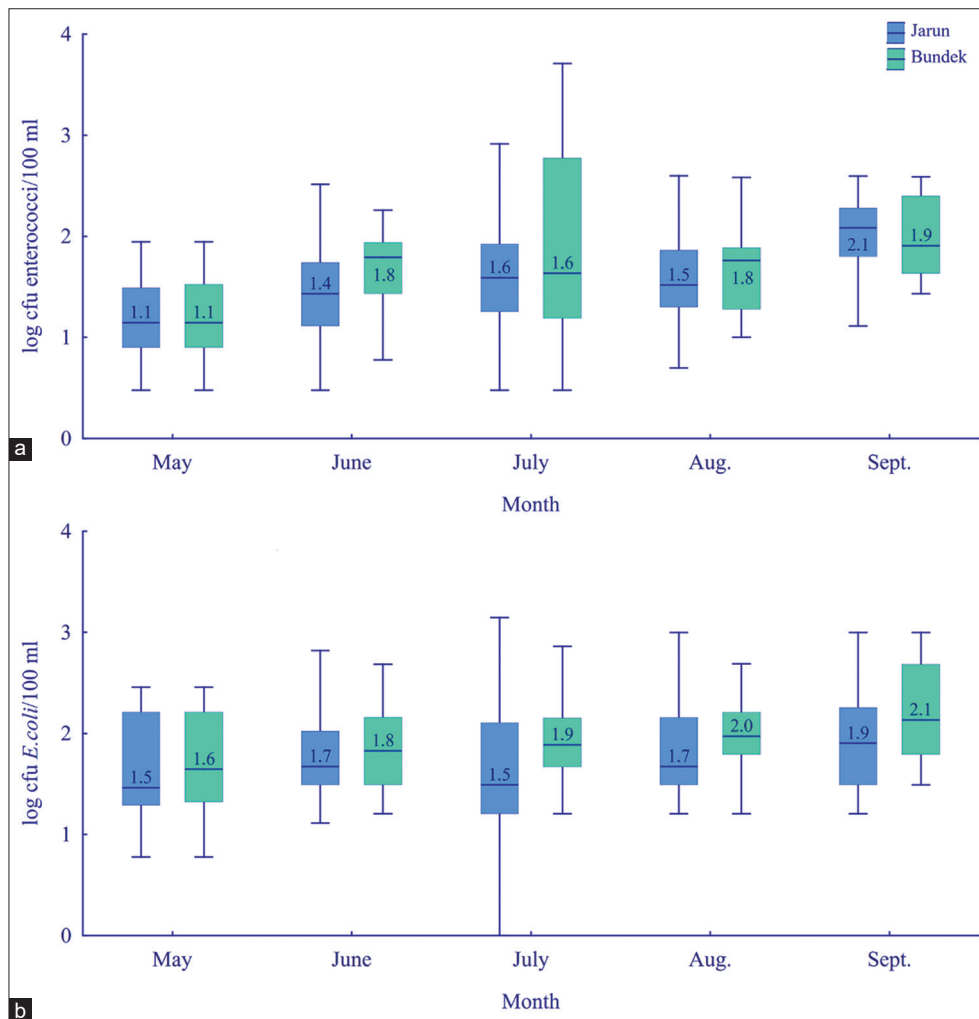 4
3
2
1
0
log cfu enterococci/100 ml
Jarun
Bundek
1.1
1.1
1.4
1.8
1.6
1.6
1.5
1.8
2.1
1.9
May
June
July
Aug.
Sept.
Month
a
4
3
2
1
0
log cfu E.coli/100 ml
1.5
1.6
1.7
1.8
1.5
1.9
1.7
2.0
1.9
2.1
May
June
July
Aug.
Sept.
Month
b